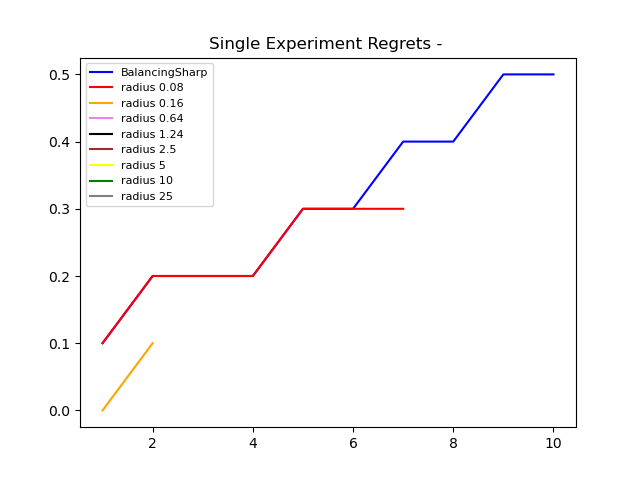 Single Experiment Regrets -
BalancingSharp
radius 0.08
radius 0.16
radius 0.64
radius 1.24
radius 2.5
radius 5
radius 10
radius 25
0.5
0.4
0.3
0.2
0.1
0.0
2 4 6 8 10